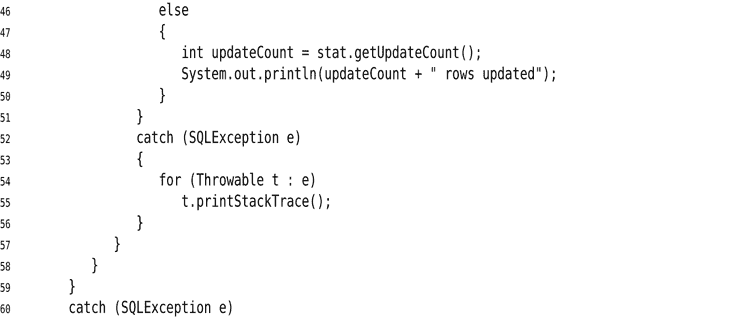 46 else
47 {
48 int updateCount = stat.getUpdateCount();
49 System.out.println(updateCount + " rows updated");
50 }
51 }
52 catch (SQLException e)
53 {
54 for (Throwable t : e)
55 t.printStackTrace();
56 }
57 }
58 }
59 }
60 catch (SQLException e)